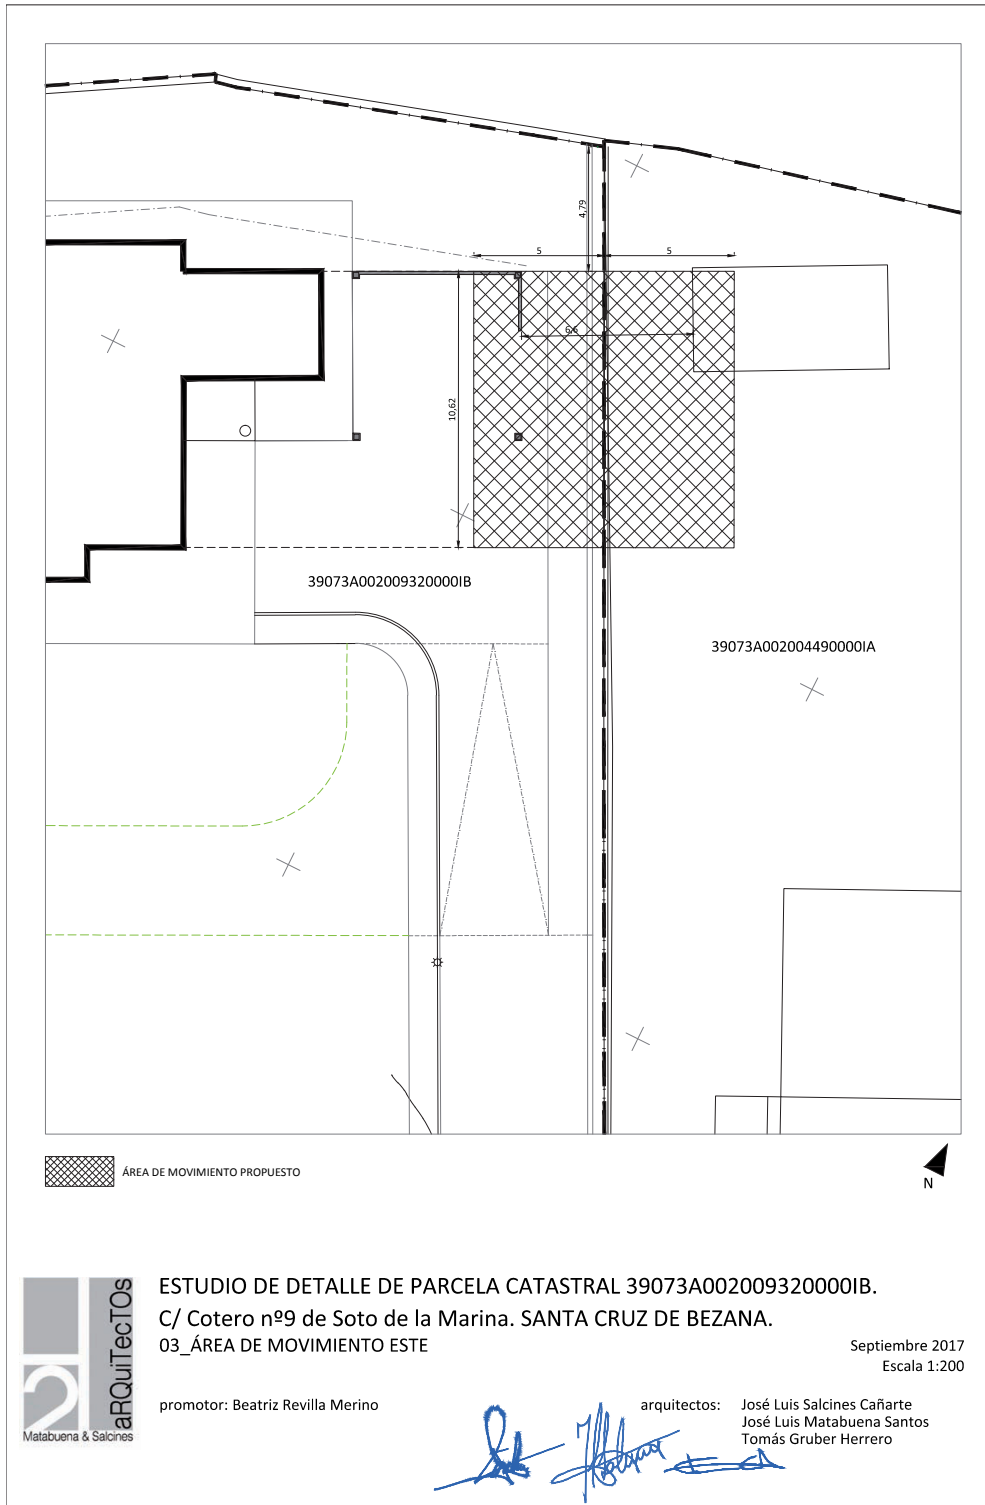 4,79
5
5
6,6
10,62
39073A002009320000IB
39073A002004490000IA
ÁREA DE MOVIMIENTO PROPUESTO
N
ESTUDIO DE DETALLE DE PARCELA CATASTRAL 39073A002009320000IB.
C/ Cotero nº9 de Soto de la Marina. SANTA CRUZ DE BEZANA.
03_ÁREA DE MOVIMIENTO ESTE
Septiembre 2017
Escala 1:200
aRQuiTecTOs
Matabuena & Salcines
promotor: Beatriz Revilla Merino
arquitectos: José Luis Salcines Cañarte
José Luis Matabuena Santos
Tomás Gruber Herrero